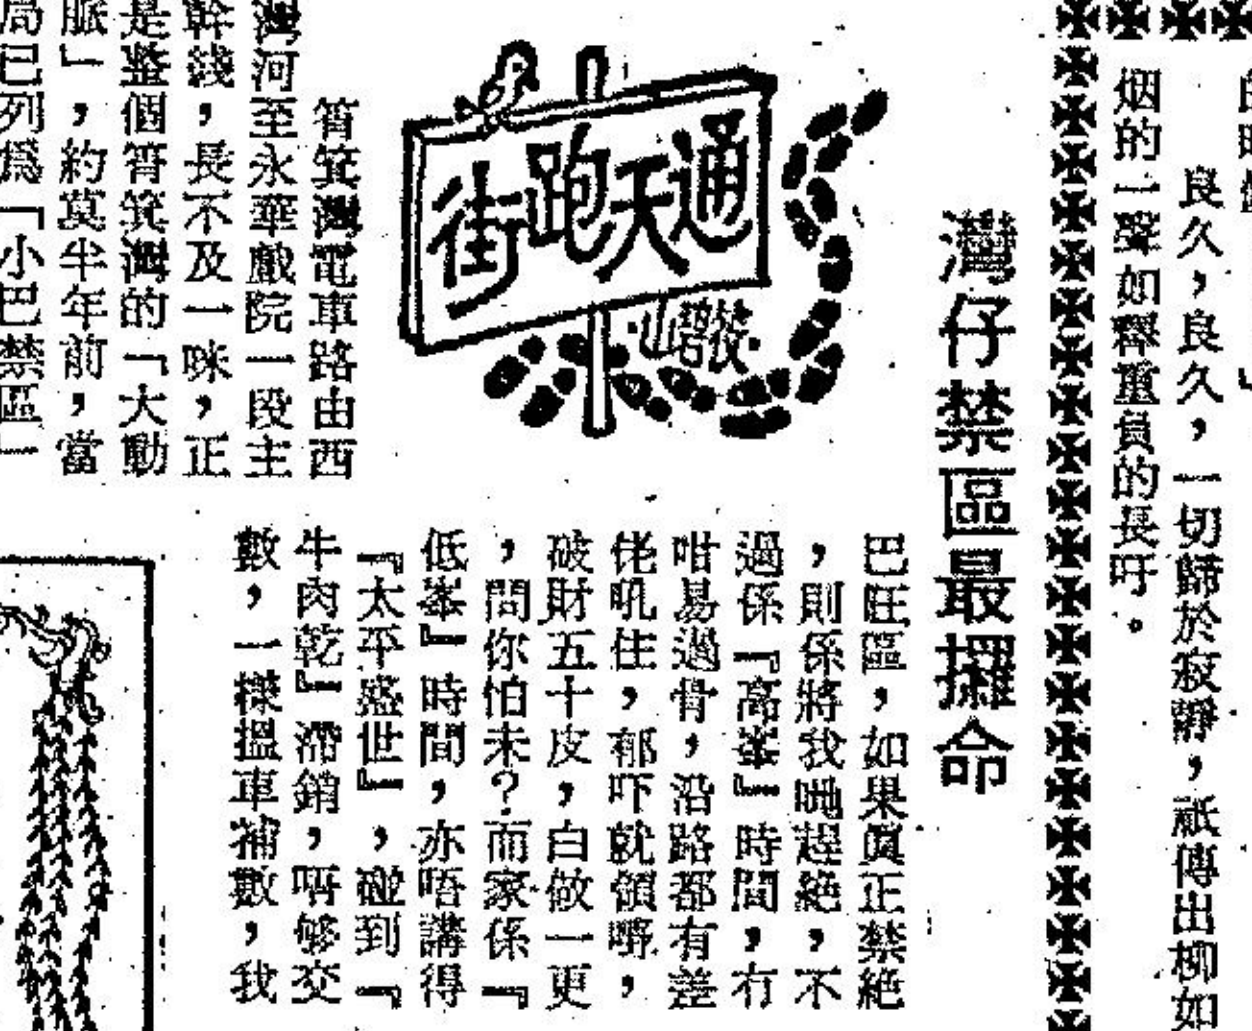 良久，良久，一切歸於寂靜，祇傳出柳如
烟的一聲如釋重負的長吁。
灣仔禁區最攞命
通天跑街
筲箕灣電車路由西
灣河至永華戲院一段主
幹綫，長不及一咪，正
是整個筲箕灣的「大動
脈」，約莫半年前，當
局已列爲「小巴禁區」
巴旺區，如果眞正禁絕
，則係將我哋趕絕，不
過係『高峯』時間，冇
咁易過骨，沿路都有差
佬吼住，郁吓就領嘢，
破財五十皮，白做一更
，問你怕未？而家係『
低峯』時間，亦唔講得
『太平盛世』，碰到『
牛肉乾』滯銷，唔够交
數，一樣搵車補數，我